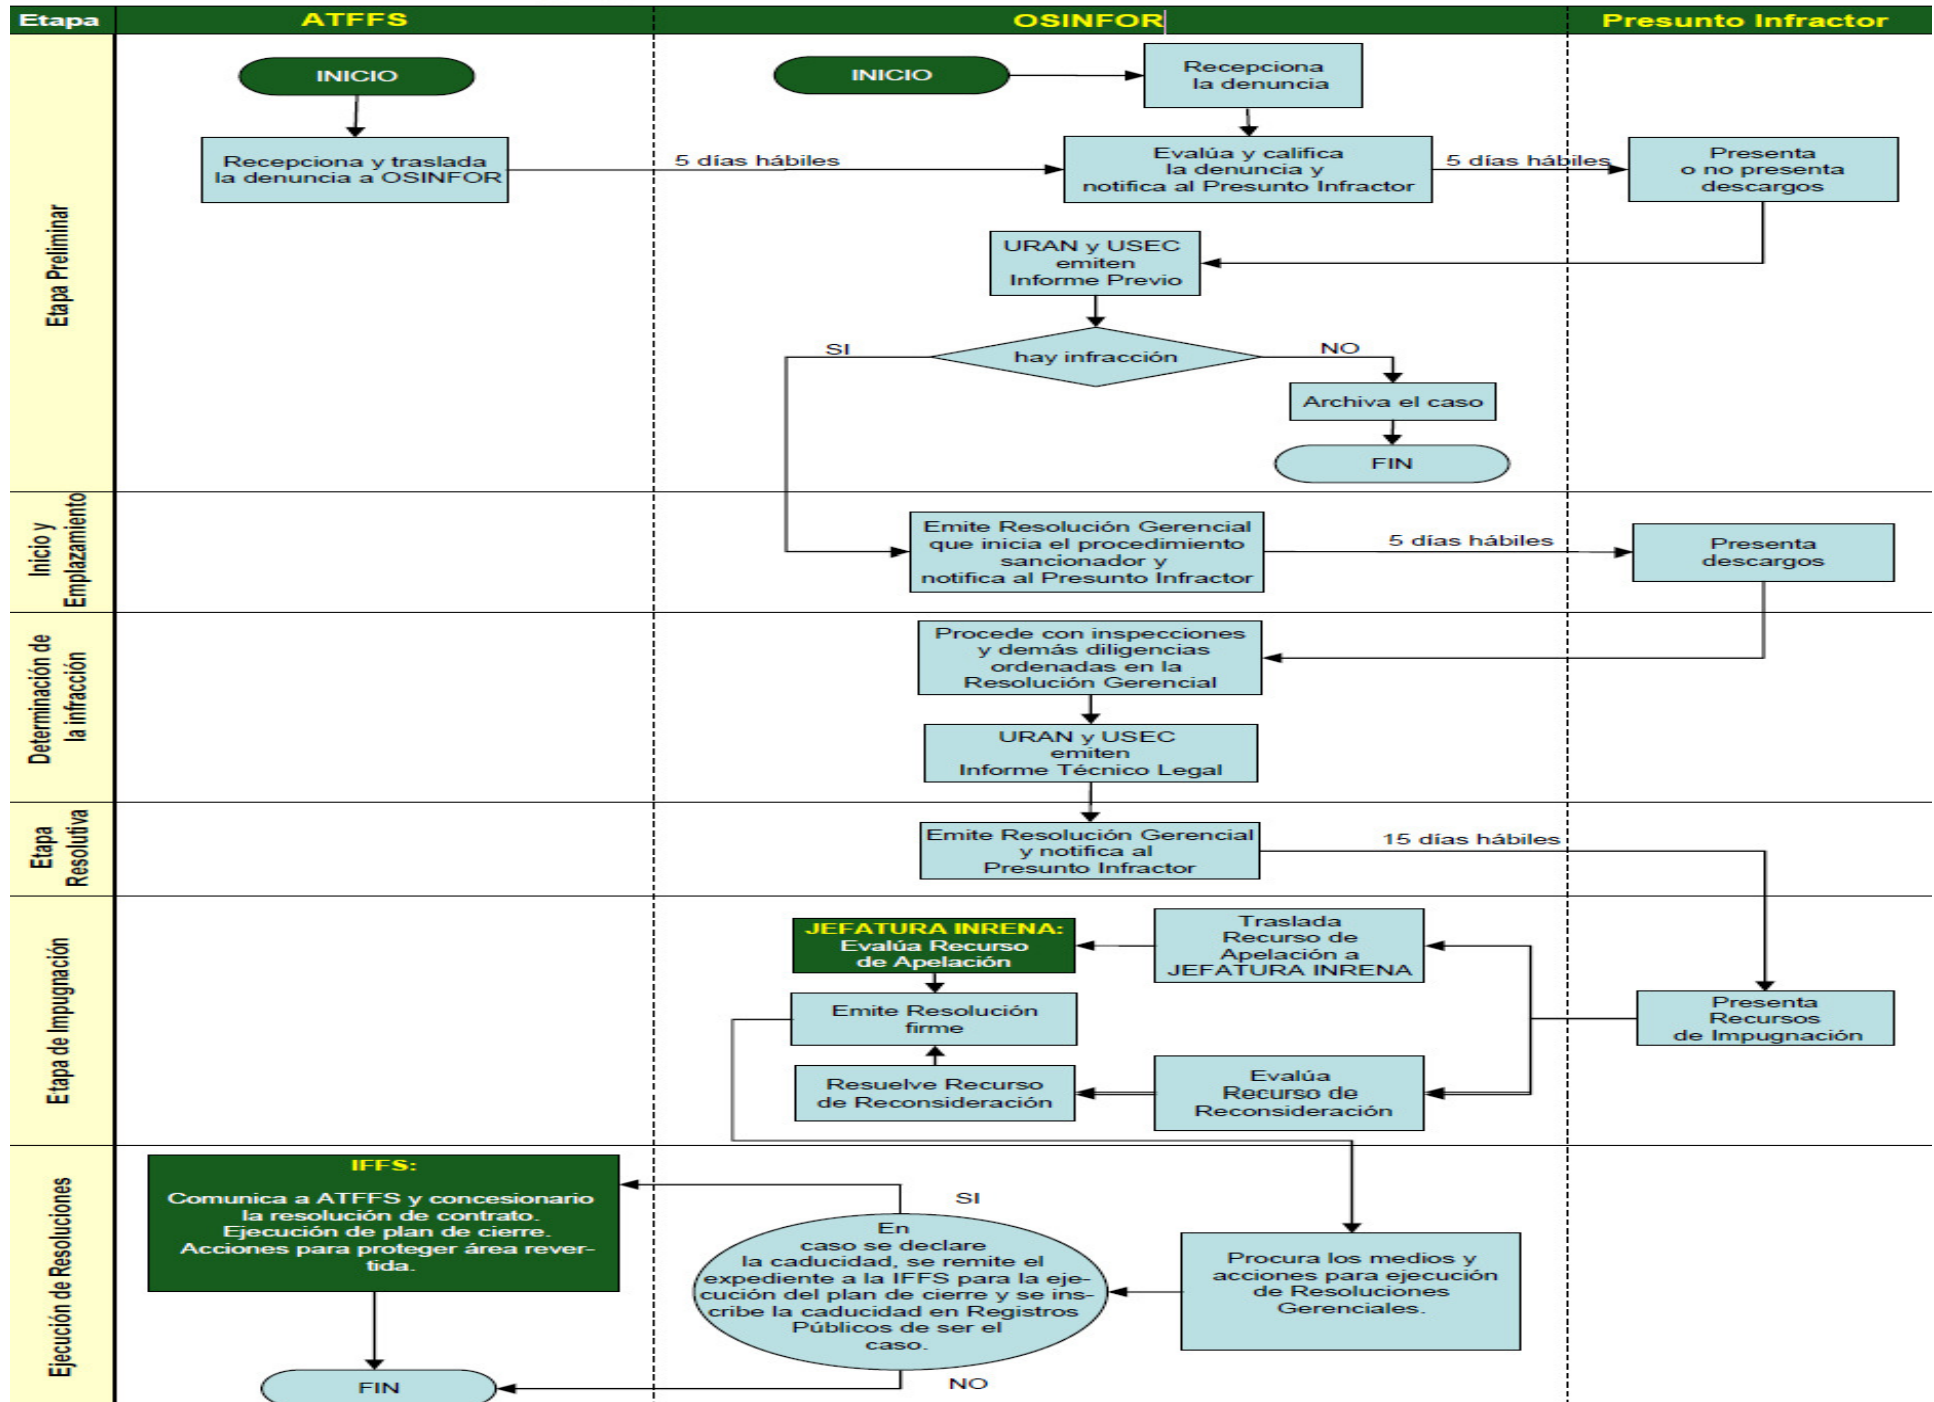 Etapa
ATFFS
OSINFOR
Presunto Infractor
Etapa Preliminar
INICIO
INICIO
Recepciona
la denuncia
Recepciona y traslada
la denuncia a OSINFOR
5 días hábiles
Evalúa y califica
la denuncia y
notifica al Presunto Infractor
5 días hábiles
Presenta
o no presenta
descargos
URAN y USEC
emiten
Informe Previo
SI
hay infracción
NO
Archiva el caso
FIN
Inicio y
Emplazamiento
Emite Resolución Gerencial
que inicia el procedimiento
sancionador y
notifica al Presunto Infractor
5 días hábiles
Presenta
descargos
Determinación de
la infracción
Procede con inspecciones
y demás diligencias
ordenadas en la
Resolución Gerencial
URAN y USEC
emiten
Informe Técnico Legal
Etapa
Resolutiva
Emite Resolución Gerencial
y notifica al
Presunto Infractor
15 días hábiles
Etapa de Impugnación
JEFATURA INRENA:
Evalúa Recurso
de Apelación
Traslada
Recurso de
Apelación a
JEFATURA INRENA
Emite Resolución
firme
Presenta
Recursos
de Impugnación
Resuelve Recurso
de Reconsideración
Evalúa
Recurso de
Reconsideración
Ejecución de Resoluciones
IFFS:
Comunica a ATFFS y concesionario
la resolución de contrato.
Ejecución de plan de cierre.
Acciones para proteger área rever-
tida.
SI
En
caso se declare
la caducidad, se remite el
expediente a la IFFS para la eje-
cución del plan de cierre y se ins-
cribe la caducidad en Registros
Públicos de ser el
caso.
Procura los medios y
acciones para ejecución
de Resoluciones
Gerenciales.
NO
FIN